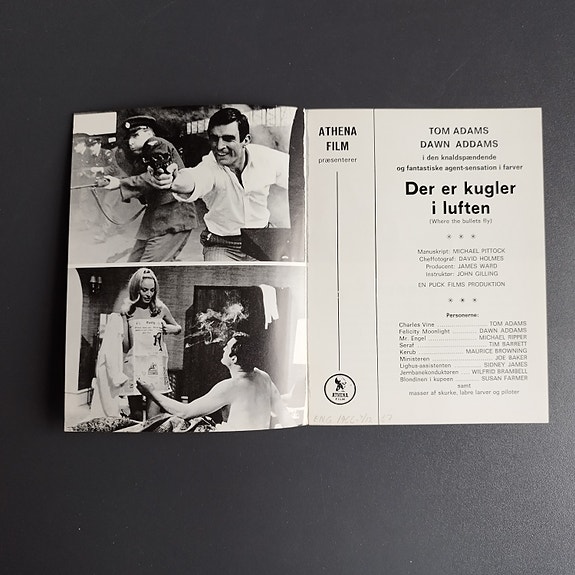 ATHENA
FILM
præsenterer
TOM ADAMS
DAWN ADDAMS
i den knaldspændende
og fantastiske agent-sensation i farver
Der er kugler
i luften
(Where the bullets fly)
* * *
Manuskript: MICHAEL PITTOCK
Cheffotograf: DAVID HOLMES
Producent: JAMES WARD
Instruktør: JOHN GILLING
EN PUCK FILMS PRODUKTION
* * *
Personerne:
Charles Vine .......... TOM ADAMS
Felicity Moonlight .......... DAWN ADDAMS
Mr. Engel .......... MICHAEL RIPPER
Seraf .......... TIM BARRETT
Kerub .......... MAURICE BROWNING
Ministeren .......... JOE BAKER
Lighus-assistenten ...... SIDNEY JAMES
Jernbanekonduktøren ... WILFRID BRAMBELL
Blondinen i kupeen ........ SUSAN FARMER
samt
masser af skurke, labre larver og piloter
ATHENA
FILM